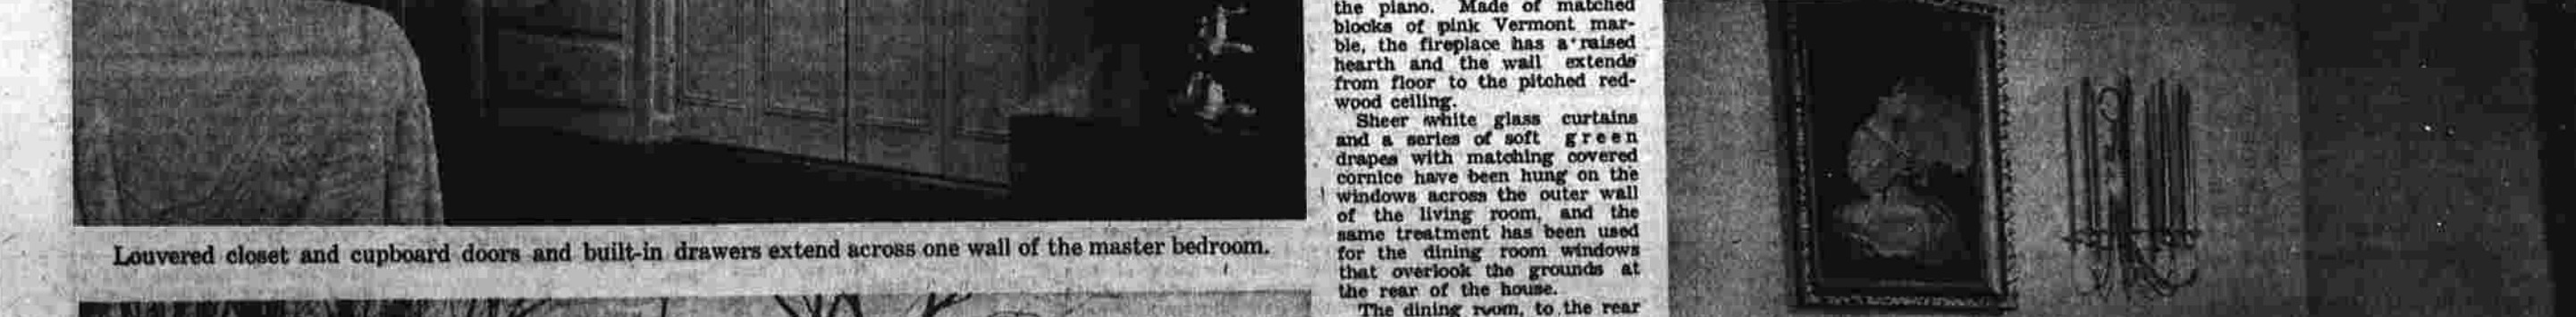 Louvered closet and cupboard doors and built-in drawers extend across one wall of the master bedroom.
the piano. Made of matched
blocks of pink Vermont mar-
ble, the fireplace has a raised
hearth and the wall extends
from floor to the pitched red-
wood ceiling.
Sheer white glass curtains
and a series of soft green
drapes with matching covered
cornice have been hung on the
windows across the outer wall
of the living room, and the
same treatment has been used
for the dining room windows
that overlook the grounds at
the rear of the house.
The dining room, to the rear